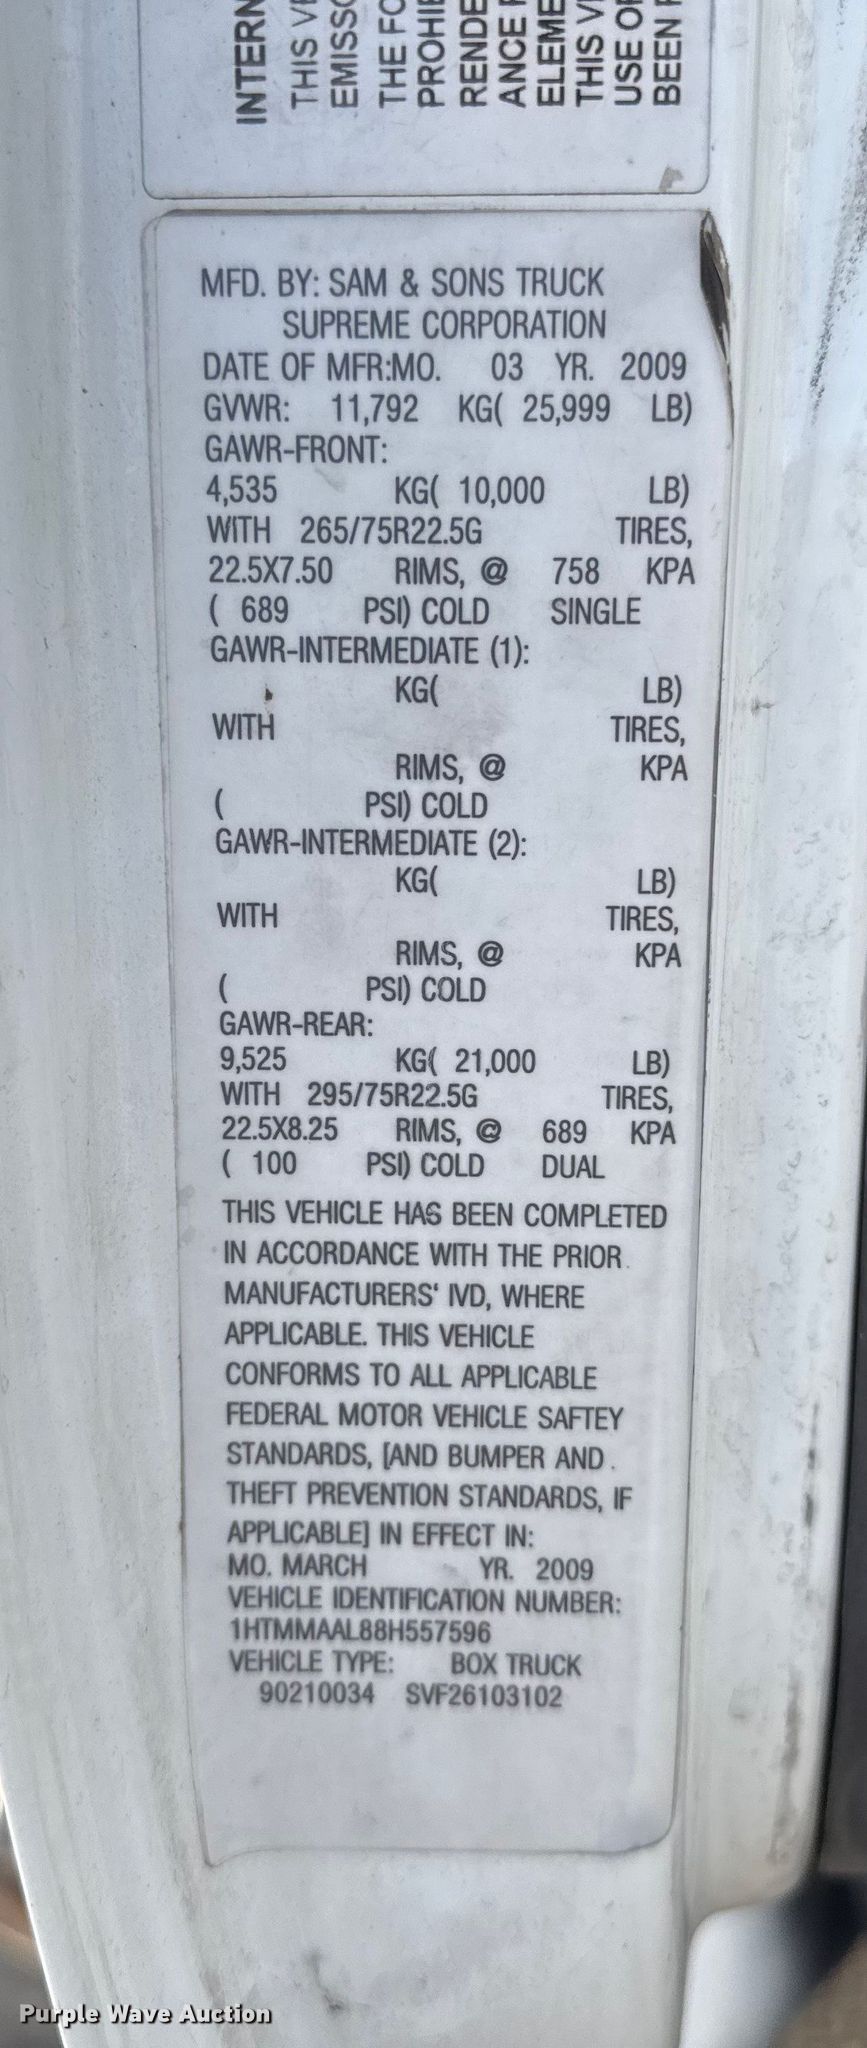 INTERN
THIS VE
EMISSO
THE FO
PROHI
RENDE
ANCE
ELEME
THIS V
USE OF
BEEN
MFD. BY: SAM & SONS TRUCK
SUPREME CORPORATION
DATE OF MFR:MO. 03 YR. 2009
GVWR: 11,792 KG( 25,999 LB)
GAWR-FRONT:
4,535 KG( 10,000 LB)
WITH 265/75R22.5G TIRES,
22.5X7.50 RIMS, @ 758 KPA
( 689 PSI) COLD SINGLE
GAWR-INTERMEDIATE (1):
KG( LB)
WITH TIRES,
RIMS, @ KPA
( PSI) COLD
GAWR-INTERMEDIATE (2):
KG( LB)
WITH TIRES,
RIMS, @ KPA
( PSI) COLD
GAWR-REAR:
9,525 KG( 21,000 LB)
WITH 295/75R22.5G TIRES,
22.5X8.25 RIMS, @ 689 KPA
( 100 PSI) COLD DUAL
THIS VEHICLE HAS BEEN COMPLETED
IN ACCORDANCE WITH THE PRIOR
MANUFACTURERS' IVD, WHERE
APPLICABLE. THIS VEHICLE
CONFORMS TO ALL APPLICABLE
FEDERAL MOTOR VEHICLE SAFTEY
STANDARDS, [AND BUMPER AND
THEFT PREVENTION STANDARDS, IF
APPLICABLE] IN EFFECT IN:
MO. MARCH YR. 2009
VEHICLE IDENTIFICATION NUMBER:
1HTMMAAL88H557596
VEHICLE TYPE: BOX TRUCK
90210034 SVF26103102
Purple Wave Auction